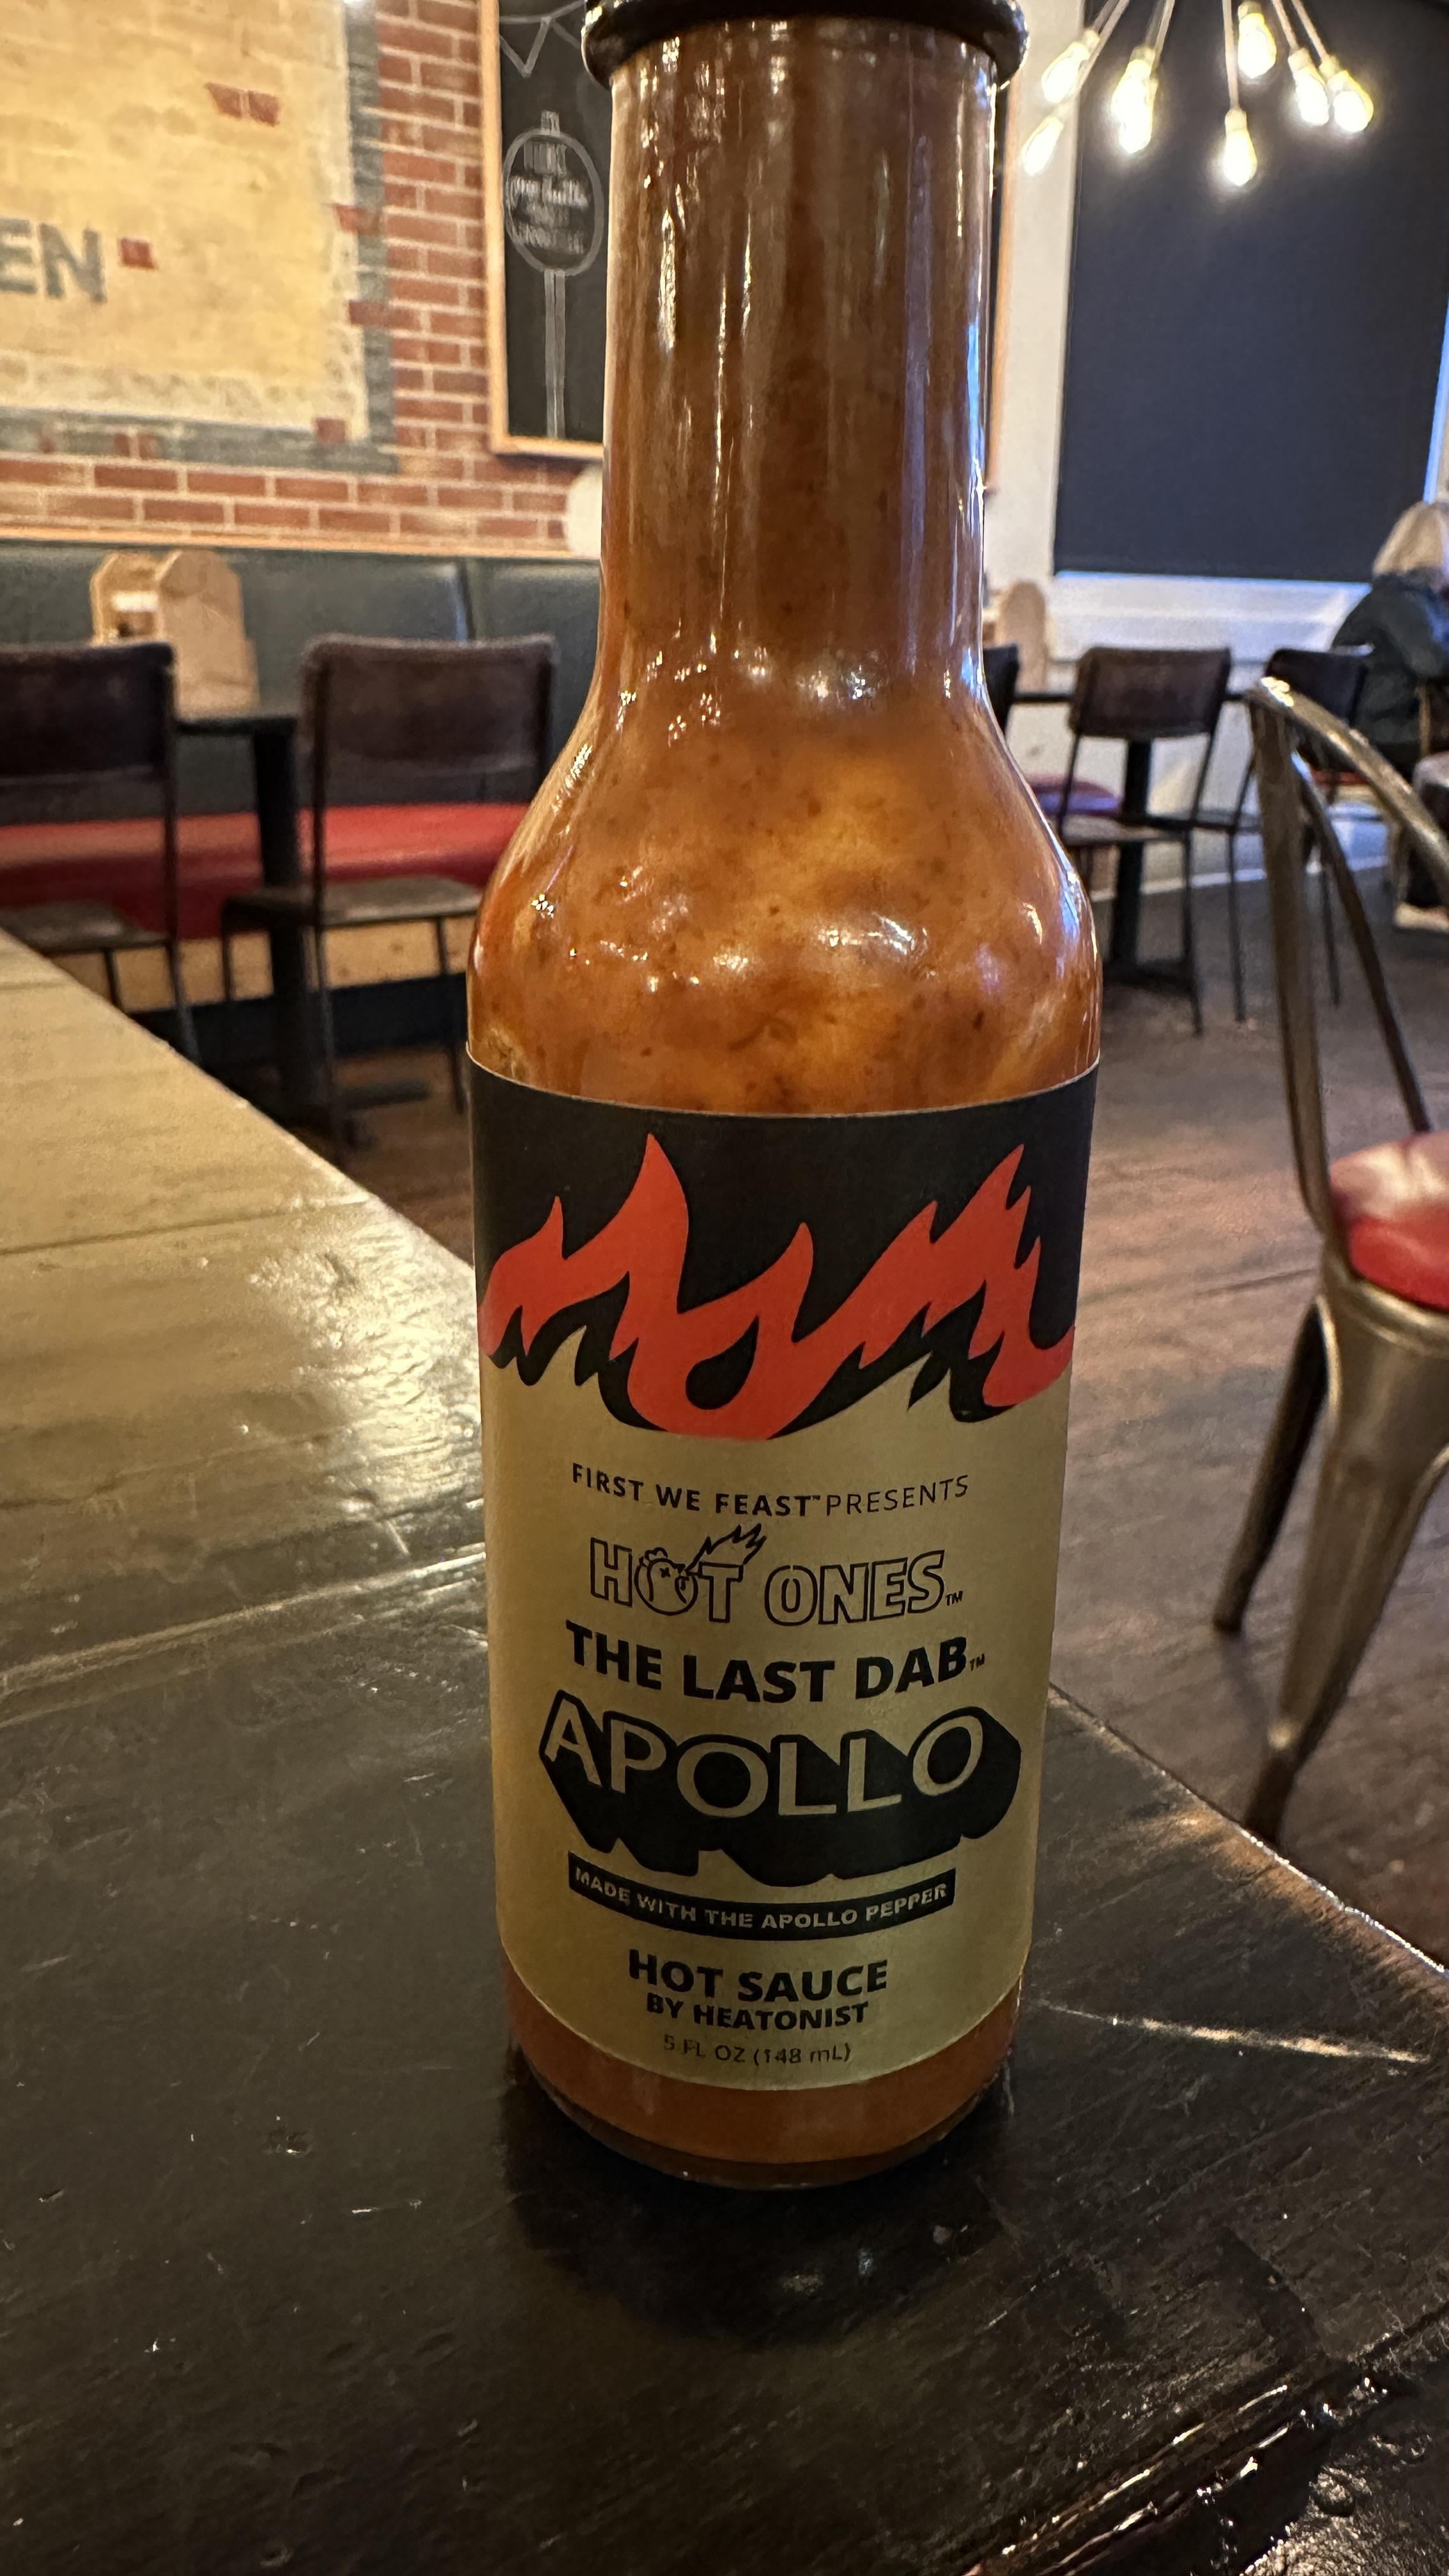 EN
FIRST WE FEAST™ PRESENTS
HOT ONES™
THE LAST DAB™
APOLLO
MADE WITH THE APOLLO PEPPER
HOT SAUCE
BY HEATONIST
5 FL OZ (148 mL)